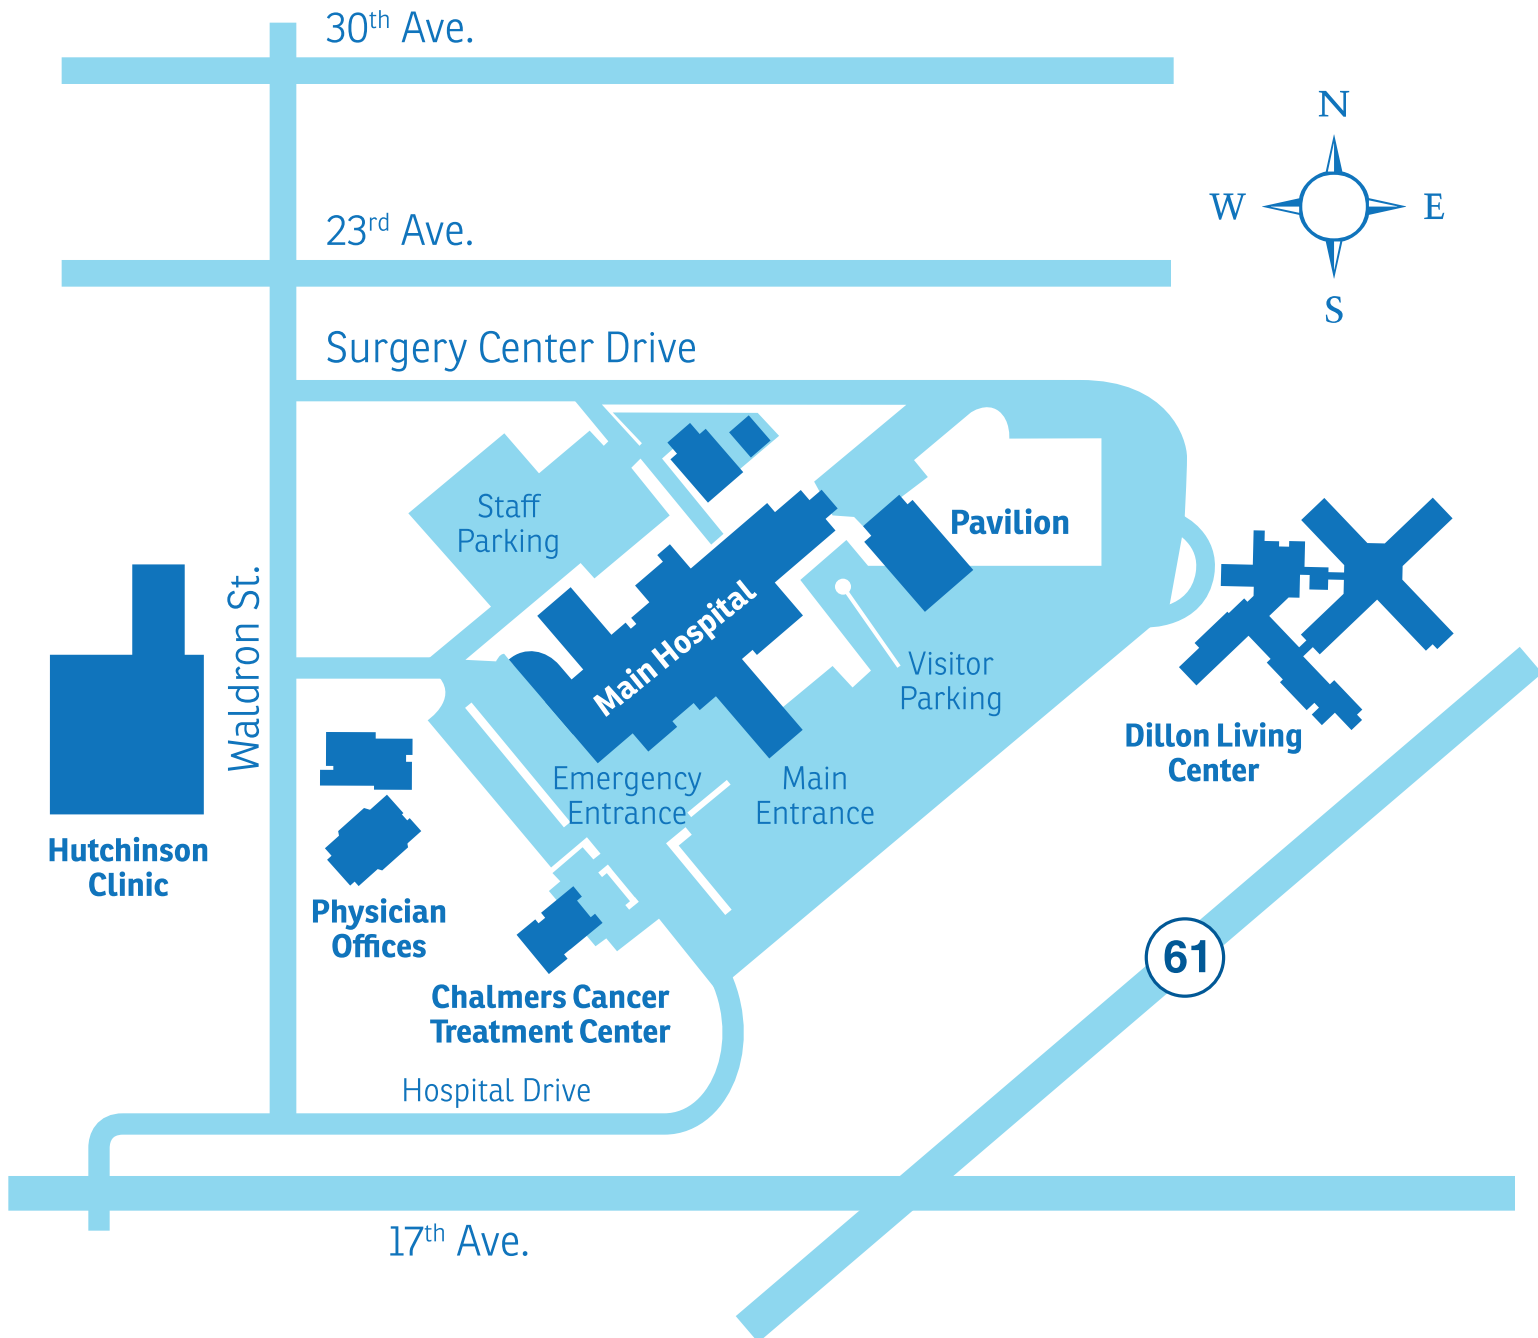 30th Ave.
N
W
E
S
23rd Ave.
Surgery Center Drive
Staff
Parking
Pavilion
Main Hospital
Waldron St.
Visitor
Parking
Dillon Living
Center
Emergency
Entrance
Main
Entrance
Hutchinson
Clinic
Physician
Offices
61
Chalmers Cancer
Treatment Center
Hospital Drive
17th Ave.